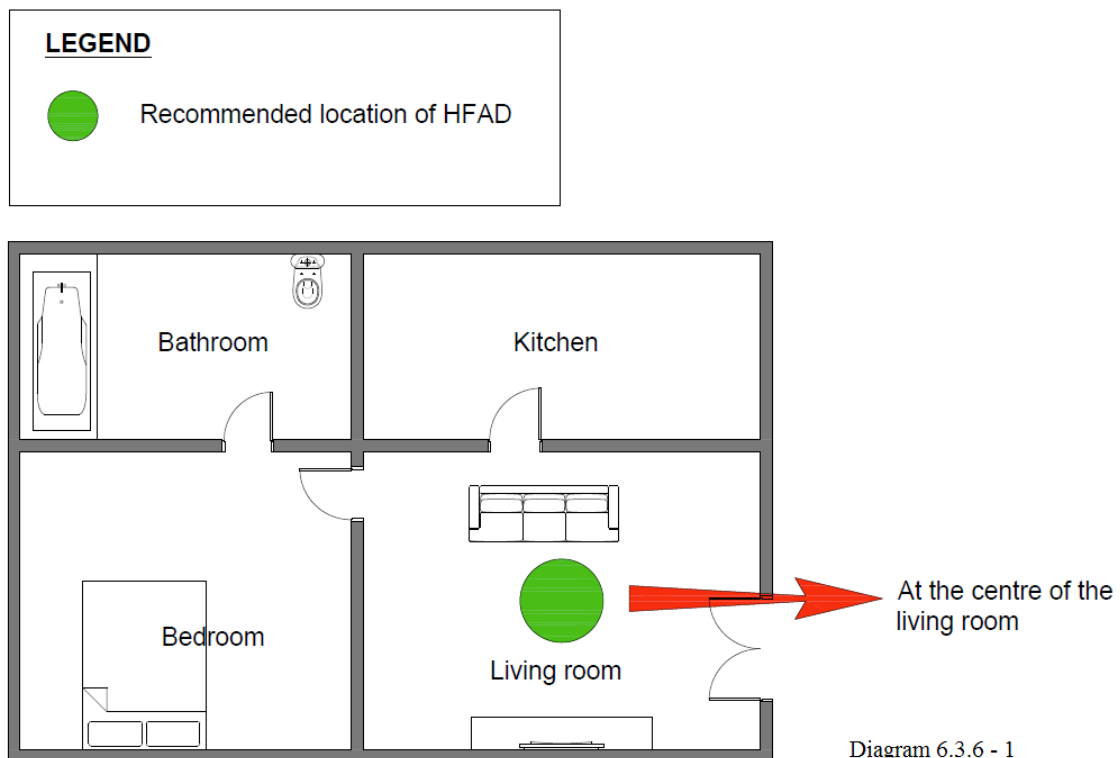 LEGEND
Recommended location of HFAD
Bathroom
Kitchen
Bedroom
Living room
At the centre of the
living room
Diagram 6.3.6 - 1